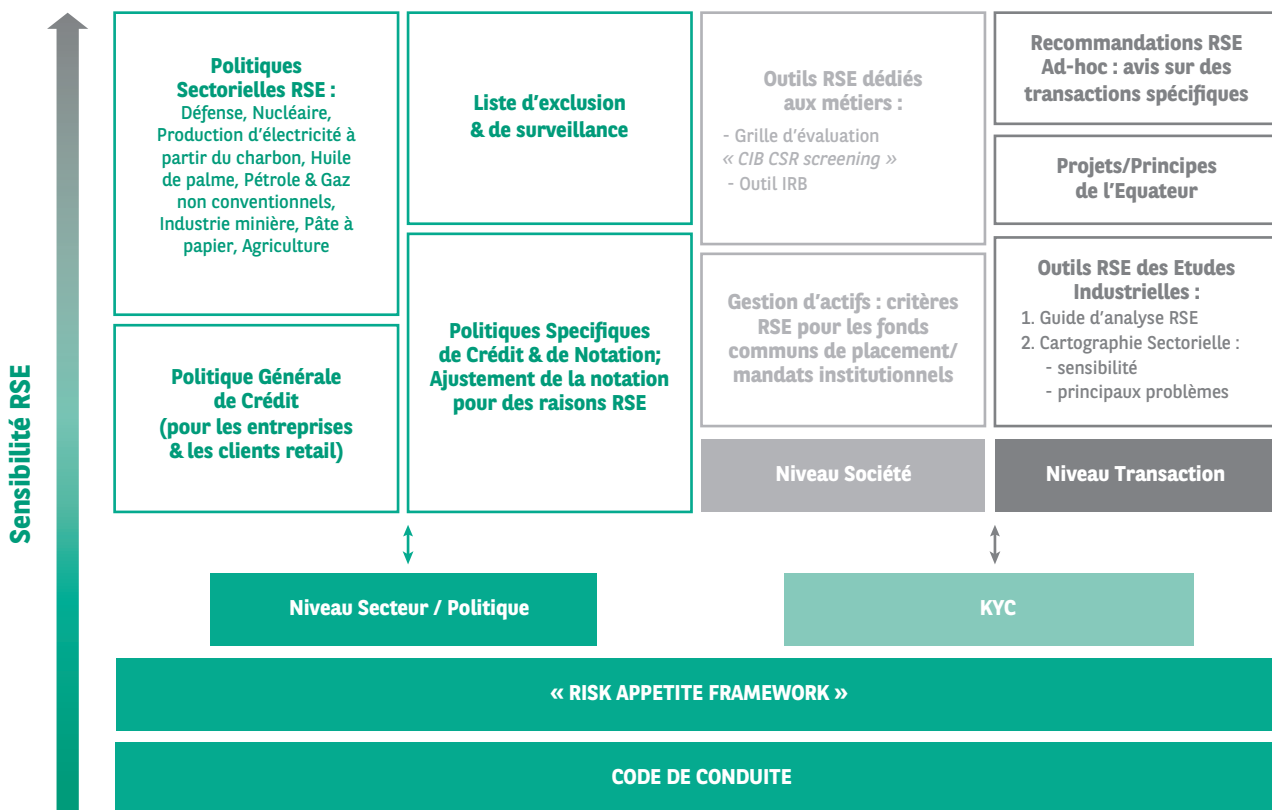 Sensibilité RSE
Politiques
Sectorielles RSE :
Défense, Nucléaire,
Production d’électricité à
partir du charbon, Huile
de palme, Pétrole & Gaz
non conventionnels,
Industrie minière, Pâte à
papier, Agriculture
Politique Générale
de Crédit
(pour les entreprises
& les clients retail)
Liste d’exclusion
& de surveillance
Politiques Specifiques
de Crédit & de Notation;
Ajustement de la notation
pour des raisons RSE
Outils RSE dédiés
aux métiers :
- Grille d’évaluation
« CIB CSR screening »
- Outil IRB
Gestion d’actifs : critères
RSE pour les fonds
communs de placement/
mandats institutionnels
Niveau Société
Recommandations RSE
Ad-hoc : avis sur des
transactions spécifiques
Projets/Principes
de l’Equateur
Outils RSE des Etudes
Industrielles :
1. Guide d’analyse RSE
2. Cartographie Sectorielle :
- sensibilité
- principaux problèmes
Niveau Transaction
Niveau Secteur / Politique
KYC
« RISK APPETITE FRAMEWORK »
CODE DE CONDUITE